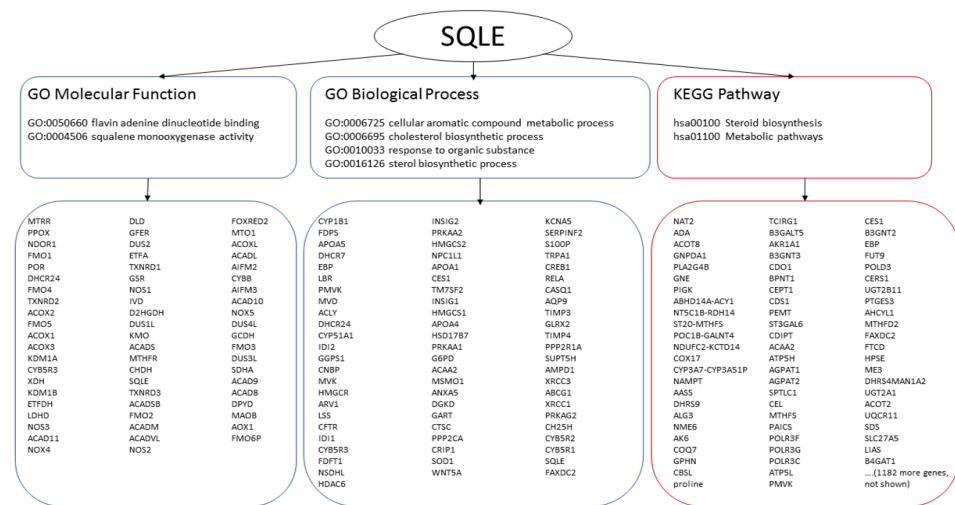 SQLE
GO Molecular Function
GO:0050660 flavin adenine dinucleotide binding
GO:0004506 squalene monooxygenase activity
GO Biological Process
GO:0006725 cellular aromatic compound metabolic process
GO:0006695 cholesterol biosynthetic process
GO:0010033 response to organic substance
GO:0016126 sterol biosynthetic process
KEGG Pathway
hsa00100 Steroid biosynthesis
hsa01100 Metabolic pathways
MTRR
PPOX
NDOR1
FMO1
POR
DHCR24
FMO4
TXNRD2
ACOX2
FMO5
ACOX1
ACOX3
KDM1A
CYB5R3
XDH
KDM1B
ETFDH
LDHD
NOS3
ACAD11
NOX4
DLD
GFER
DUS2
ETFA
TXNRD1
GSR
NOS1
IVD
D2HGDH
DUS1L
KMO
ACADS
MTHFR
CHDH
SQLE
TXNRD3
ACADSB
FMO2
ACADM
ACADVL
NOS2
FOXRED2
MTO1
ACOXL
ACADL
AIFM2
CYBB
AIFM3
ACAD10
NOX5
DUS4L
GCDH
FMO3
DUS3L
SDHA
ACAD9
ACAD8
DPYD
MAOB
AOX1
FMO6P
CYP1B1
FDPS
APOA5
DHCR7
EBP
LBR
PMVK
MVD
ACLY
DHCR24
CYP51A1
IDI2
GGPS1
CNBP
MVK
HMGCR
ARV1
LSS
CFTR
IDI1
CYB5R3
FDFT1
NSDHL
HDAC6
INSIG2
PRKAA2
HMGCS2
NPC1L1
APOA1
CES1
TM7SF2
INSIG1
HMGCS1
APOA4
HSD17B7
PRKAA1
G6PD
ACAA2
MSMO1
ANXA5
DGKD
GART
CTSC
PPP2CA
CRIP1
SOD1
WNT5A
KCNA5
SERPINF2
S100P
TRPA1
CREB1
RELA
CASQ1
AQP9
TIMP3
GLRX2
TIMP4
PPP2R1A
SUPT5H
AMPD1
XRCC3
ABCG1
XRCC1
PRKAG2
CH25H
CYB5R2
CYB5R1
SQLE
FAXDC2
NAT2
ADA
ACOT8
GNPDA1
PLA2G4B
GNE
PIGK
ABHD14A-ACY1
NT5C1B-RDH14
ST20-MTHFS
POC1B-GALNT4
NDUFC2-KCTD14
COX17
CYP3A7-CYP3A51P
NAMPT
AASS
DHRS9
ALG3
NME6
AK6
COQ7
GPHN
CBSL
proline
TCIRG1
B3GALT5
AKR1A1
B3GNT3
CDO1
BPNT1
CEPT1
CDS1
PEMT
ST3GAL6
CDIPT
ACAA2
ATP5H
AGPAT1
AGPAT2
SPTLC1
CEL
MTHFS
PAICS
POLR3F
POLR3G
POLR3C
ATP5L
PMVK
CES1
B3GNT2
EBP
FUT9
POLD3
CERS1
UGT2B11
PTGES3
AHCYL1
MTHFD2
FAXDC2
FTCD
HPSE
ME3
DHRS4MAN1A2
UGT2A1
ACOT2
UQCR11
SDS
SLC27A5
LIAS
B4GAT1
....(1182 more genes,
not shown)